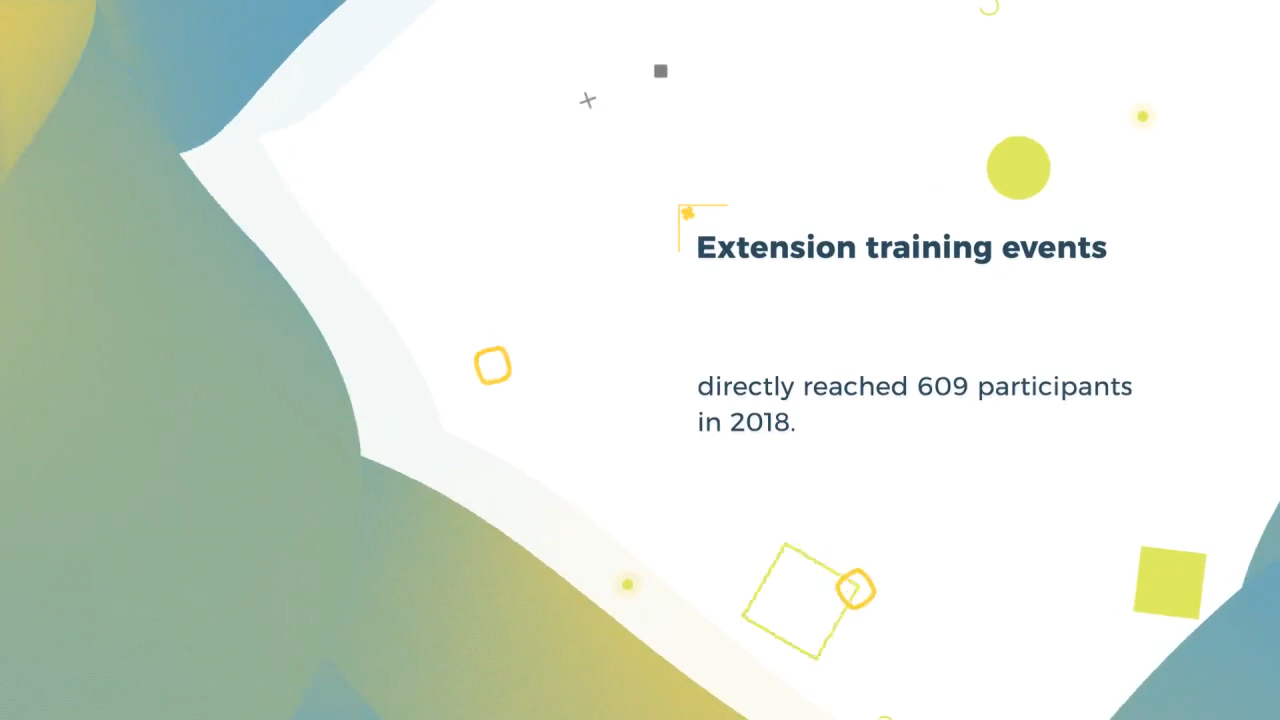 Extension training events
directly reached 609 participants
in 2018.